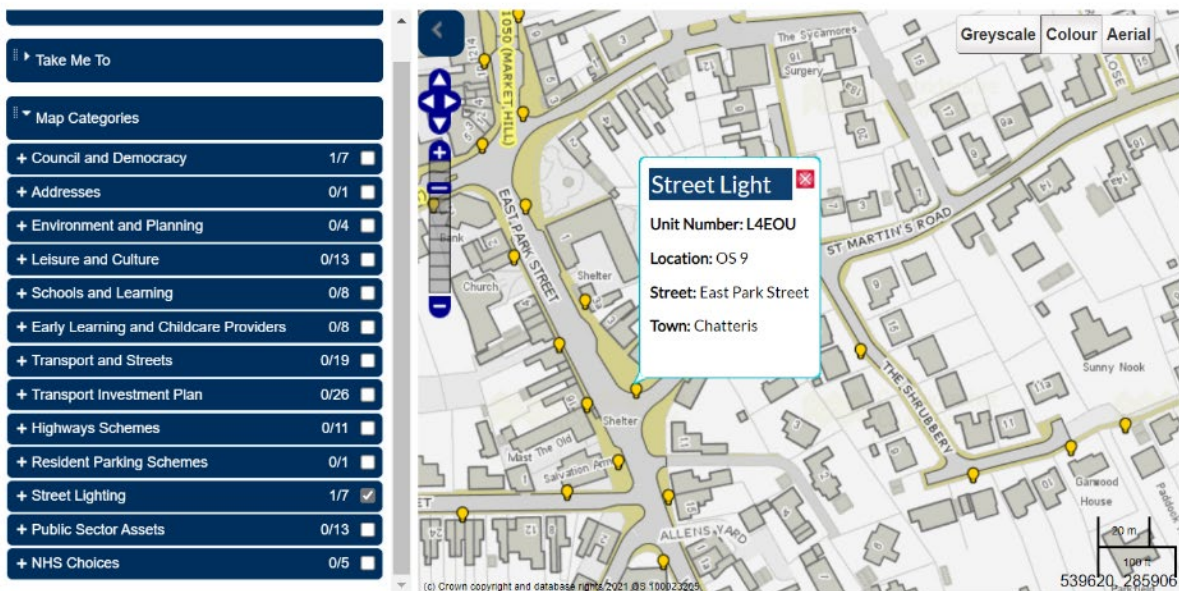 Take Me To
Map Categories
+ Council and Democracy 1/7
+ Addresses 0/1
+ Environment and Planning 0/4
+ Leisure and Culture 0/13
+ Schools and Learning 0/8
+ Early Learning and Childcare Providers 0/8
+ Transport and Streets 0/19
+ Transport Investment Plan 0/26
+ Highways Schemes 0/11
+ Resident Parking Schemes 0/1
+ Street Lighting 1/7
+ Public Sector Assets 0/13
+ NHS Choices 0/5
Greyscale Colour Aerial
1050 (MARKET HILL)
The Sycamores
Surgery
LOSE
EAST PARK STREET
Bank
Church
Shelter
Street Light
Unit Number: L4EOU
Location: OS 9
Street: East Park Street
Town: Chatteris
ST MARTIN'S ROAD
THE SHRUBBERY
Sunny Nook
Shelter
Mast The Old
Salvation Arm
ET
ALLENS YARD
Garwood
House
Paddock
20 m
100 ft
539620, 285906
(c) Crown copyright and database rights 2021 OS 100023205